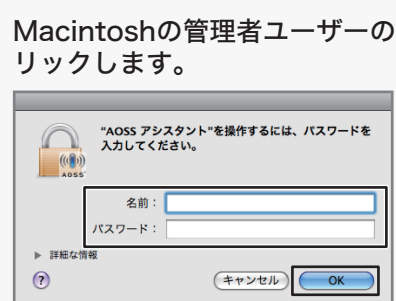 Macintoshの管理者ユーザーの
リックします。
“AOSS アシスタント”を操作するには、パスワードを
入力してください。
AOSS
名前：
パスワード：
▶ 詳細な情報
?
キャンセル
OK